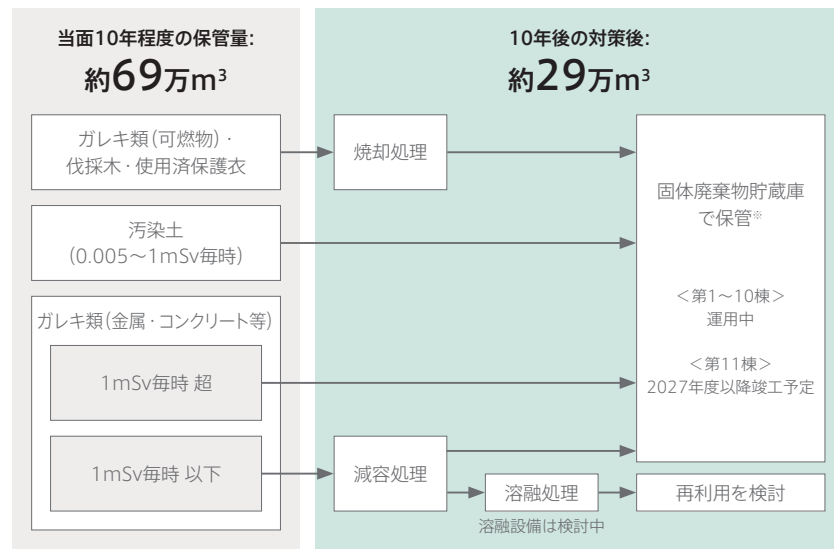 当面10年程度の保管量:
約69万m³
10年後の対策後:
約29万m³
ガレキ類(可燃物)・
伐採木・使用済保護衣
焼却処理
汚染土
(0.005〜1mSv毎時)
固体廃棄物貯蔵庫
で保管※
<第1〜10棟>
運用中
<第11棟>
2027年度以降竣工予定
ガレキ類(金属・コンクリート等)
1mSv毎時 超
1mSv毎時 以下
減容処理
溶融処理
溶融設備は検討中
再利用を検討